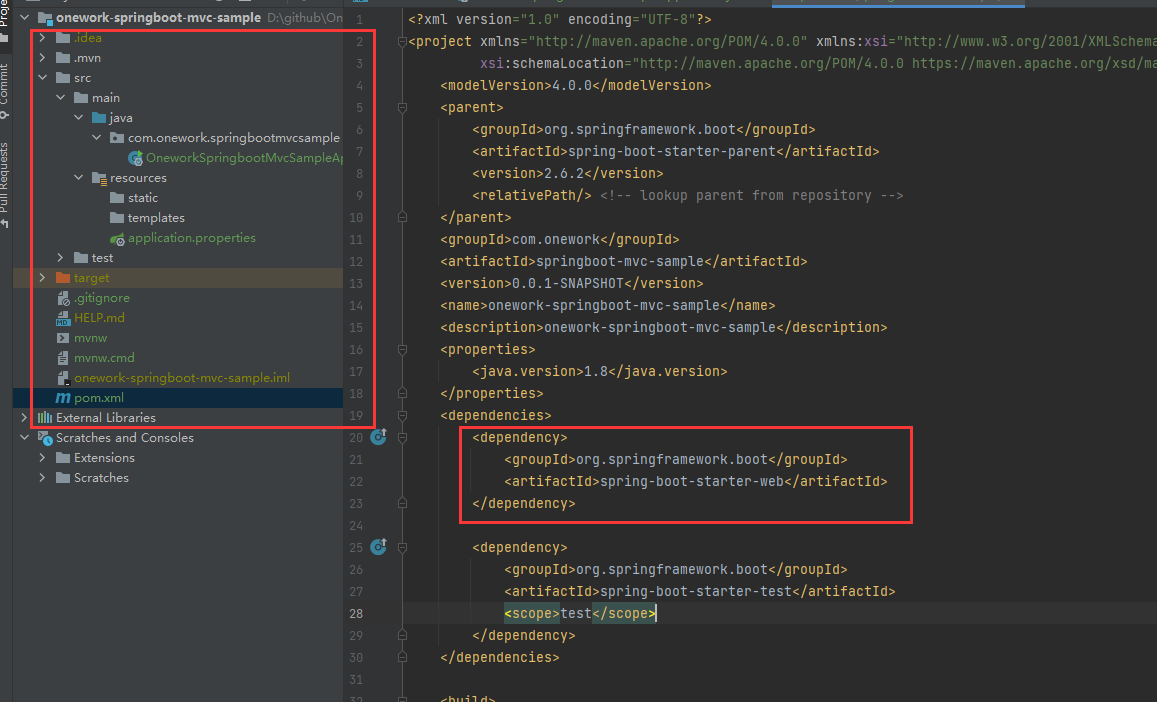 Project
Commit
Pull Requests
onework-springboot-mvc-sample D:\github\On
.idea
.mvn
src
main
java
com.onework.springbootmvcsample
OneworkSpringbootMvcSampleAp
resources
static
templates
application.properties
test
target
.gitignore
HELP.md
mvnw
mvnw.cmd
onework-springboot-mvc-sample.iml
pom.xml
External Libraries
Scratches and Consoles
Extensions
Scratches
1 <?xml version="1.0" encoding="UTF-8"?>
2 <project xmlns="http://maven.apache.org/POM/4.0.0" xmlns:xsi="http://www.w3.org/2001/XMLSchema
3 xsi:schemaLocation="http://maven.apache.org/POM/4.0.0 https://maven.apache.org/xsd/ma
4 <modelVersion>4.0.0</modelVersion>
5 <parent>
6 <groupId>org.springframework.boot</groupId>
7 <artifactId>spring-boot-starter-parent</artifactId>
8 <version>2.6.2</version>
9 <relativePath/> <!-- lookup parent from repository -->
10 </parent>
11 <groupId>com.onework</groupId>
12 <artifactId>springboot-mvc-sample</artifactId>
13 <version>0.0.1-SNAPSHOT</version>
14 <name>onework-springboot-mvc-sample</name>
15 <description>onework-springboot-mvc-sample</description>
16 <properties>
17 <java.version>1.8</java.version>
18 </properties>
19 <dependencies>
20 <dependency>
21 <groupId>org.springframework.boot</groupId>
22 <artifactId>spring-boot-starter-web</artifactId>
23 </dependency>
24
25 <dependency>
26 <groupId>org.springframework.boot</groupId>
27 <artifactId>spring-boot-starter-test</artifactId>
28 <scope>test</scope>
29 </dependency>
30 </dependencies>
31
32 <build>